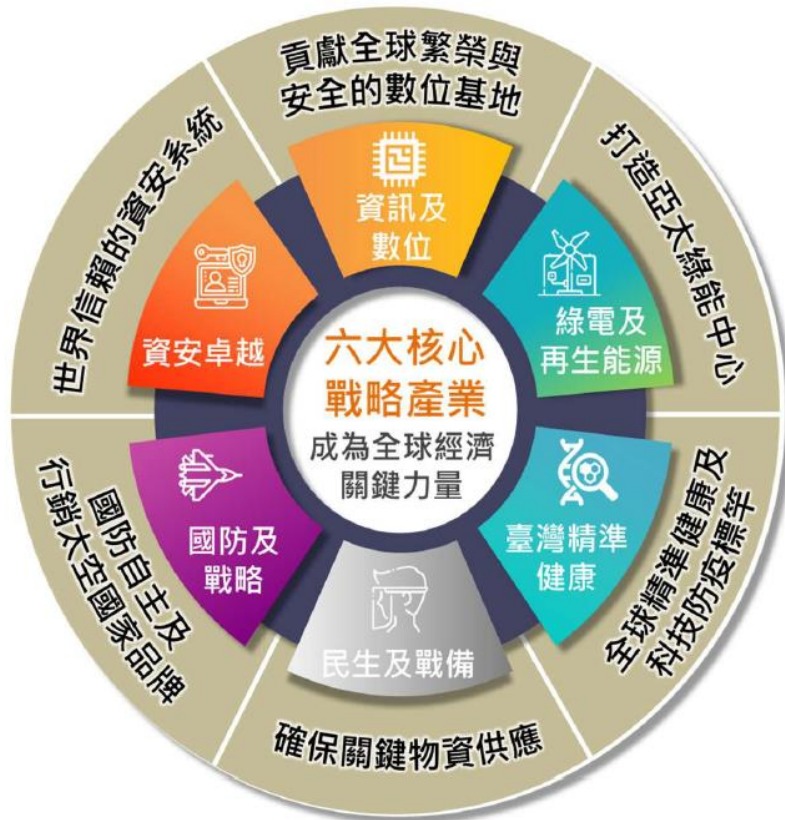 六大核心
戰略產業
成為全球經濟
關鍵力量
貢獻全球繁榮與
安全的數位基地
資訊及
數位
打造亞太綠能中心
綠電及
再生能源
全球精準健康及
科技防疫標竿
臺灣精準
健康
確保關鍵物資供應
民生及戰備
國防自主及
行銷太空國家品牌
國防及
戰略
世界信賴的資安系統
資安卓越